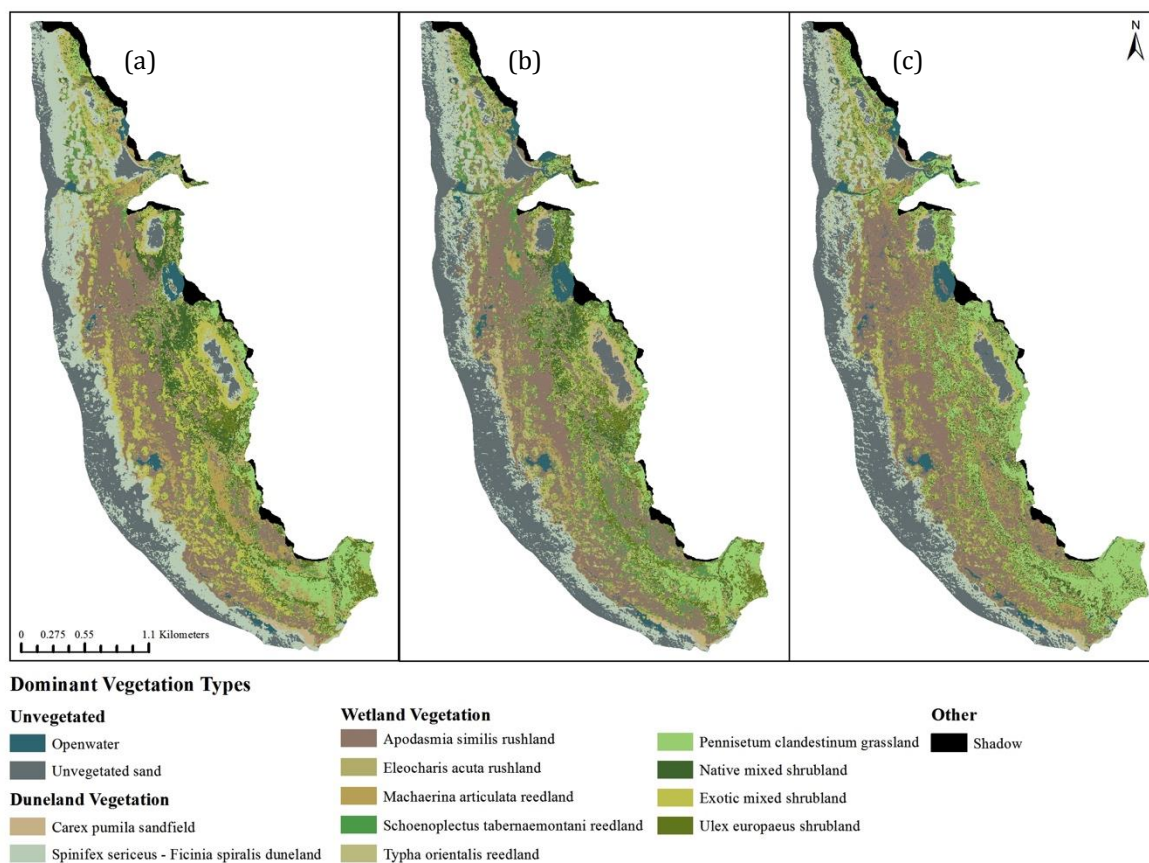 (a)
(b)
(c)
N
0 0.275 0.55 1.1 Kilometers
Dominant Vegetation Types
Unvegetated
Openwater
Unvegetated sand
Duneland Vegetation
Carex pumila sandfield
Spinifex sericeus - Ficinia spiralis duneland
Wetland Vegetation
Apodasmia similis rushland
Eleocharis acuta rushland
Machaerina articulata reedland
Schoenoplectus tabernaemontani reedland
Typha orientalis reedland
Pennisetum clandestinum grassland
Native mixed shrubland
Exotic mixed shrubland
Ulex europaeus shrubland
Other
Shadow